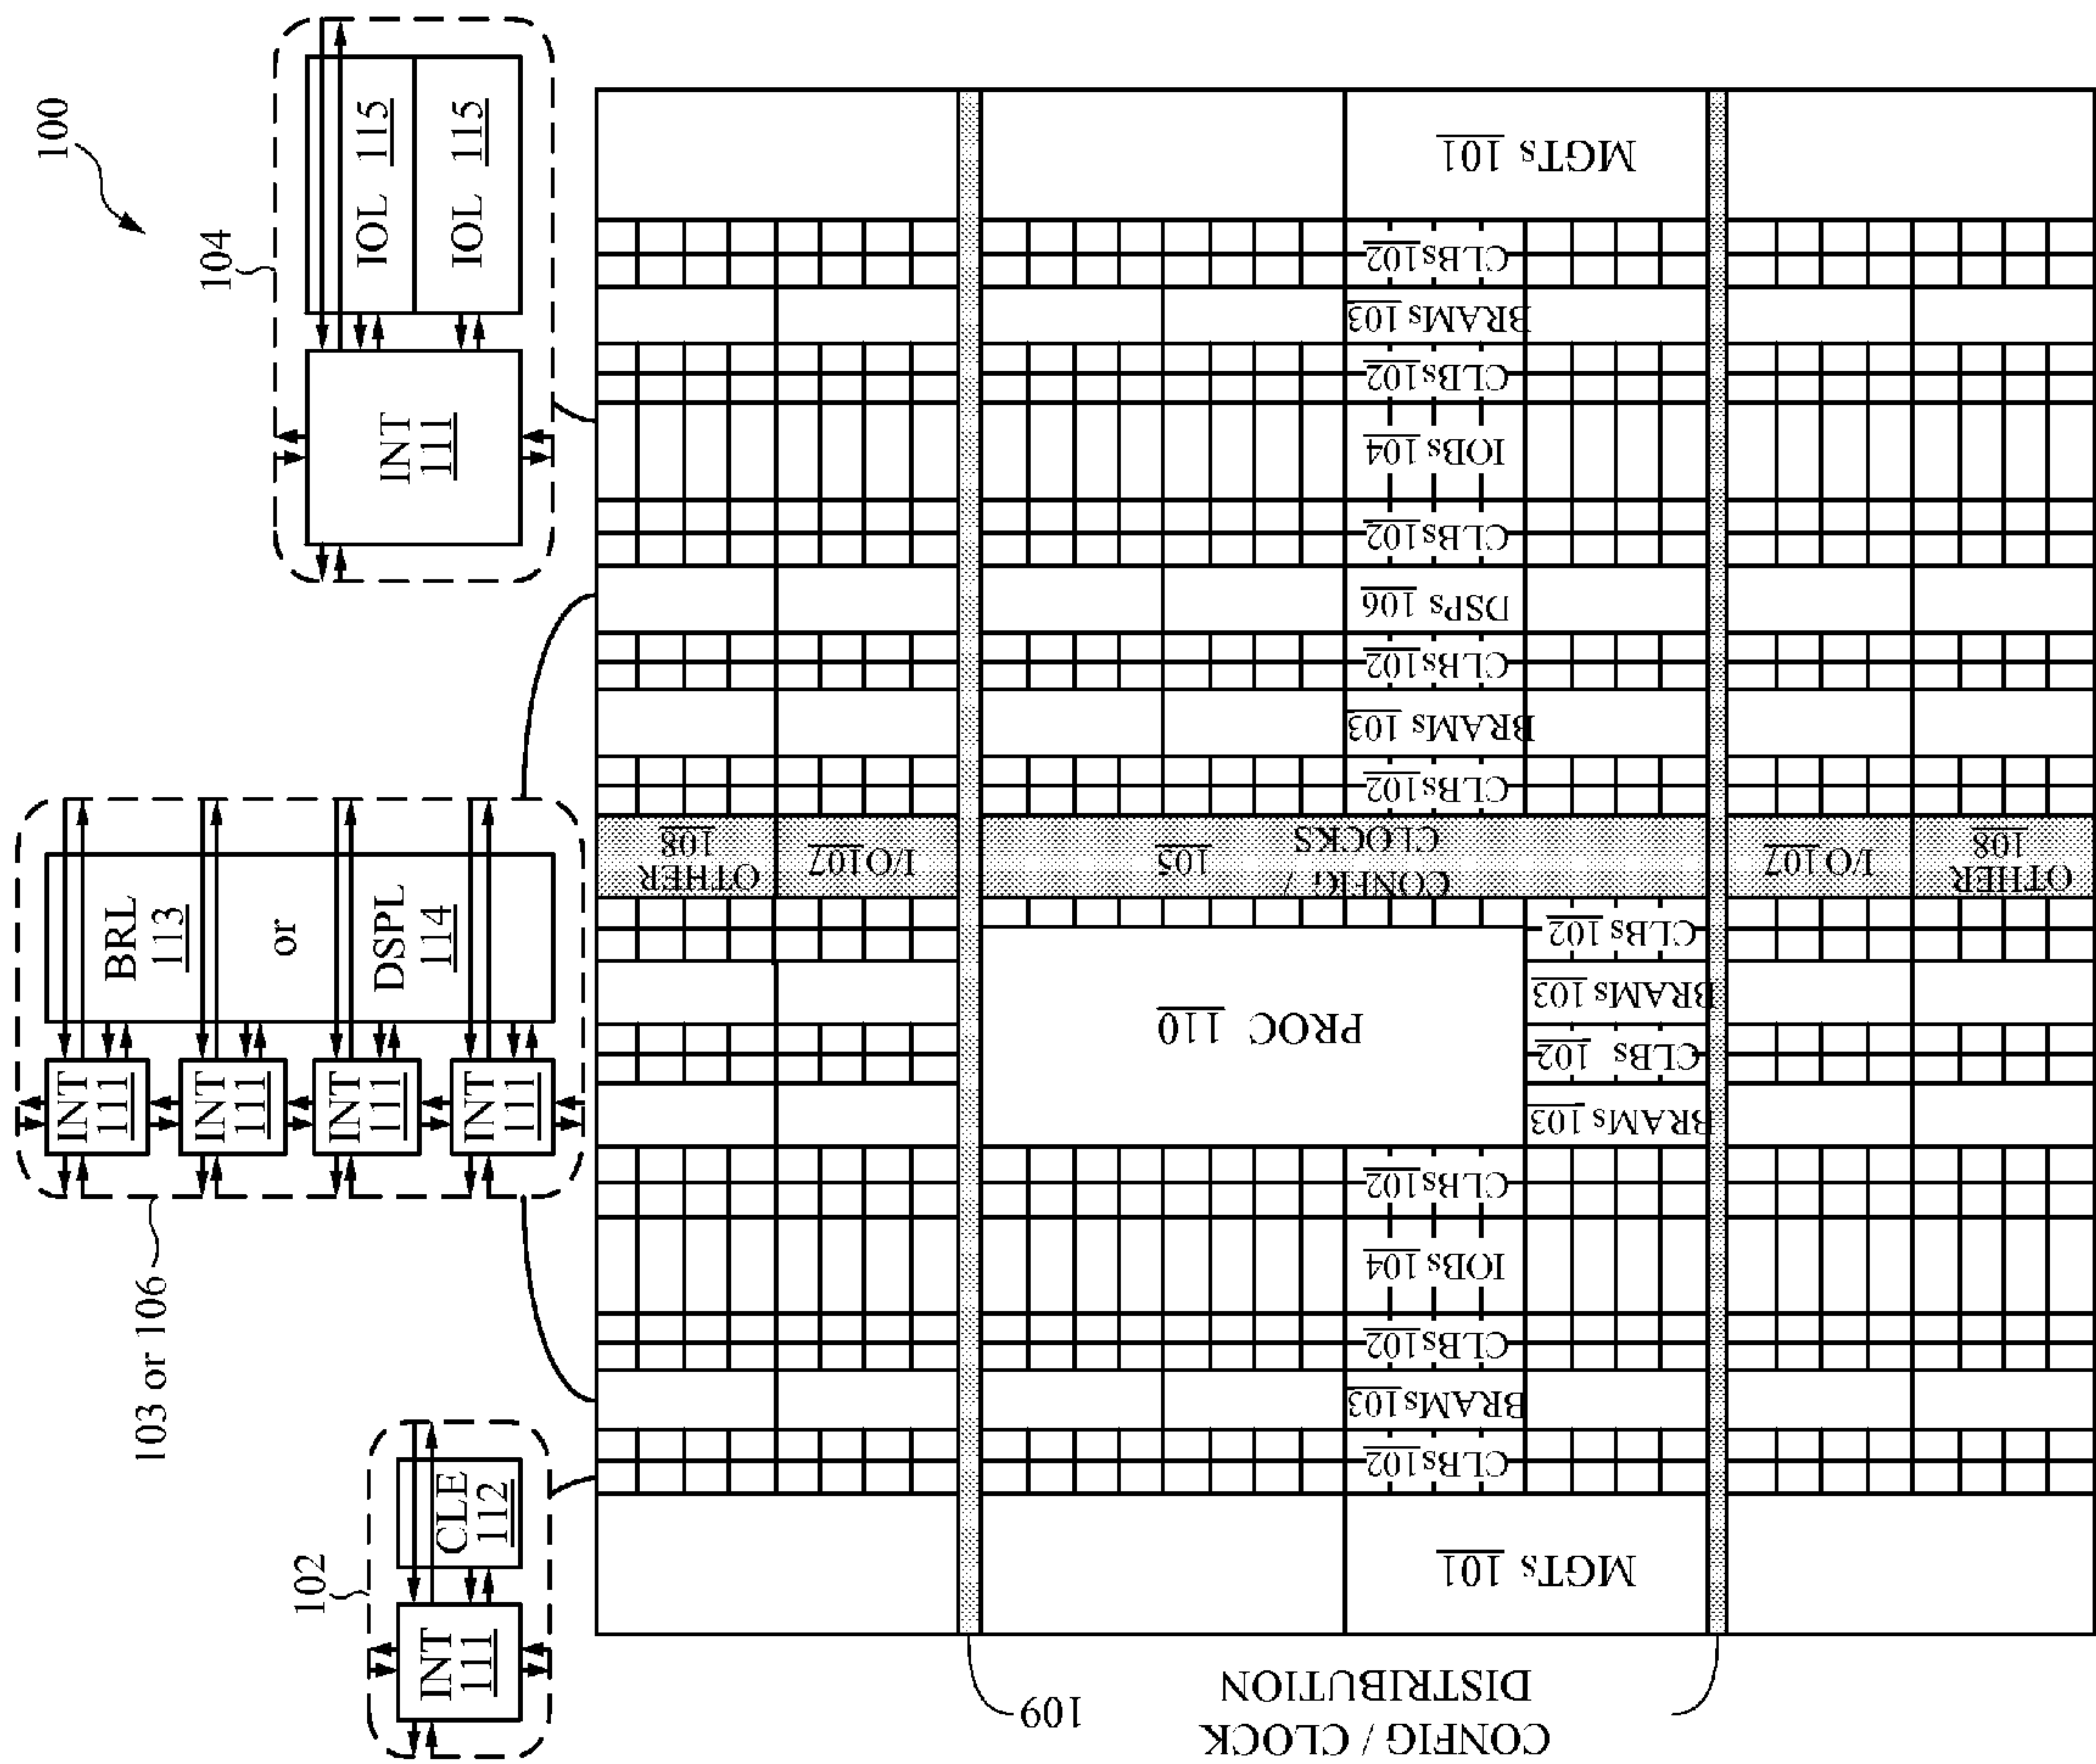 100
104
IOL 115
IOL 115
INT
111
103 or 106
BRL
113
or
DSPL
114
INT
111
INT
111
INT
111
INT
111
102
CLE
112
INT
111
MGTs 101
CLBs 102
BRAMs 103
CLBs 102
IOBs 104
CLBs 102
DSPs 106
CLBs 102
BRAMs 103
CLBs 102
OTHER
108
I/O 107
CONFIG /
CLOCKS
105
I/O 107
OTHER
108
PROC 110
CLBs 102
BRAMs 103
CLBs 102
BRAMs 103
CLBs 102
IOBs 104
CLBs 102
BRAMs 103
CLBs 102
MGTs 101
CONFIG / CLOCK
DISTRIBUTION
109